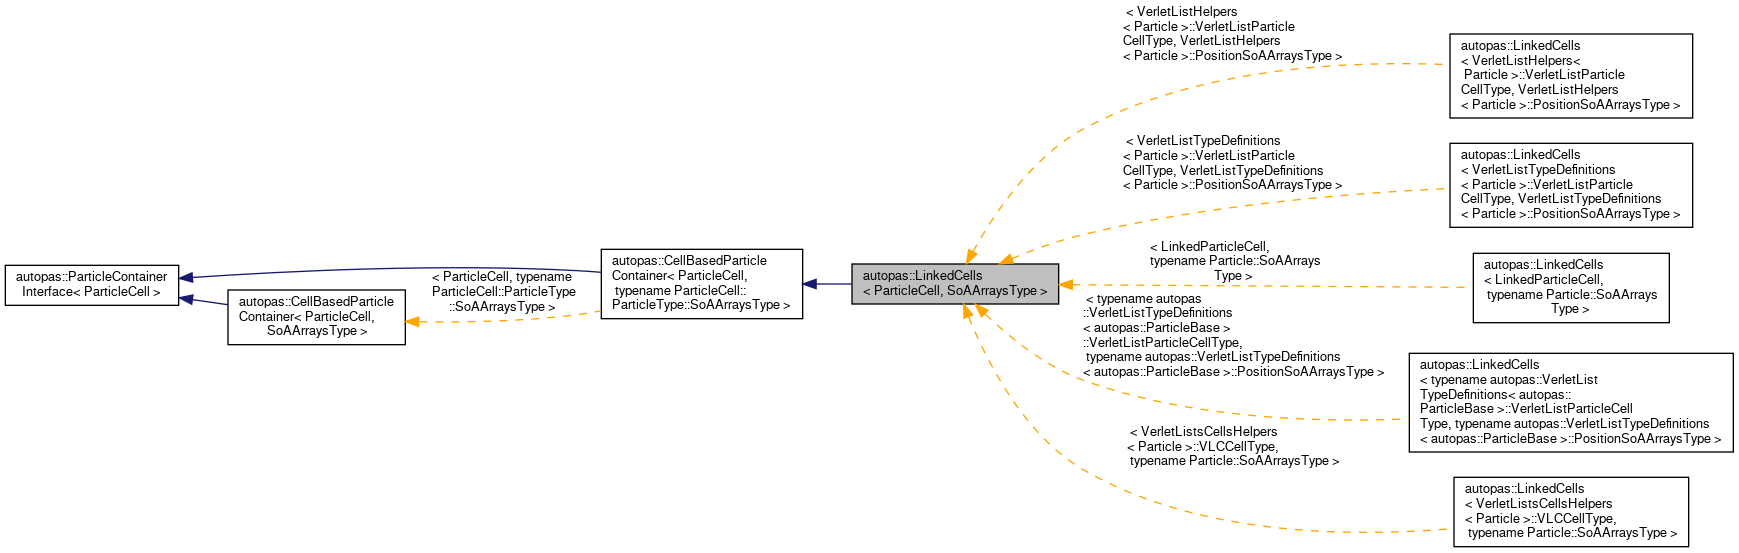 autopas::ParticleContainer
Interface< ParticleCell >
autopas::CellBasedParticle
Container< ParticleCell,
SoAArraysType >
< ParticleCell, typename
ParticleCell::ParticleType
::SoAArraysType >
autopas::CellBasedParticle
Container< ParticleCell,
typename ParticleCell::
ParticleType::SoAArraysType >
autopas::LinkedCells
< ParticleCell, SoAArraysType >
< VerletListHelpers
< Particle >::VerletListParticle
CellType, VerletListHelpers
< Particle >::PositionSoAArraysType >
autopas::LinkedCells
< VerletListHelpers<
Particle >::VerletListParticle
CellType, VerletListHelpers
< Particle >::PositionSoAArraysType >
< VerletListTypeDefinitions
< Particle >::VerletListParticle
CellType, VerletListTypeDefinitions
< Particle >::PositionSoAArraysType >
autopas::LinkedCells
< VerletListTypeDefinitions
< Particle >::VerletListParticle
CellType, VerletListTypeDefinitions
< Particle >::PositionSoAArraysType >
< LinkedParticleCell,
typename Particle::SoAArrays
Type >
autopas::LinkedCells
< LinkedParticleCell,
typename Particle::SoAArrays
Type >
< typename autopas
::VerletListTypeDefinitions
< autopas::ParticleBase >
::VerletListParticleCellType,
typename autopas::VerletListTypeDefinitions
< autopas::ParticleBase >::PositionSoAArraysType >
autopas::LinkedCells
< typename autopas::VerletList
TypeDefinitions< autopas::
ParticleBase >::VerletListParticleCell
Type, typename autopas::VerletListTypeDefinitions
< autopas::ParticleBase >::PositionSoAArraysType >
< VerletListsCellsHelpers
< Particle >::VLCCellType,
typename Particle::SoAArraysType >
autopas::LinkedCells
< VerletListsCellsHelpers
< Particle >::VLCCellType,
typename Particle::SoAArraysType >